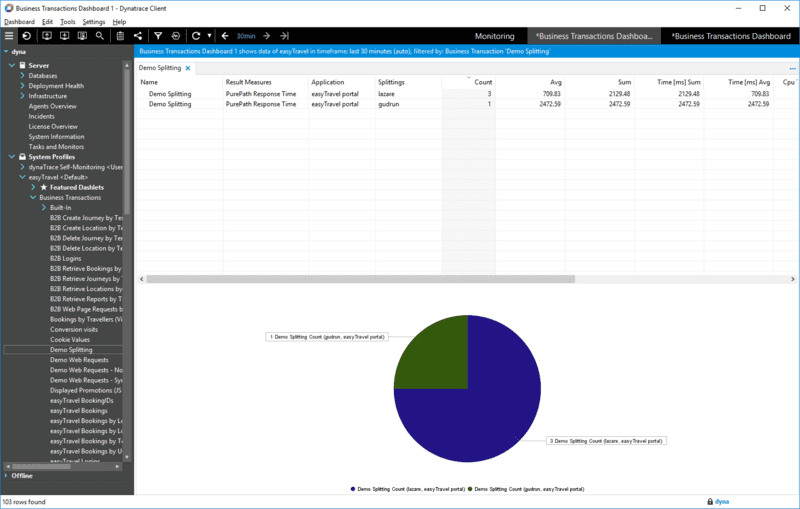 Business Transactions Dashboard 1 - Dynatrace Client
Dashboard Edit Tools Settings Help
30min Monitoring *Business Transactions Dashboa... *Business Transactions Dashboard
dyna
Business Transactions Dashboard 1 shows data of easyTravel in timeframe: last 30 minutes (auto), filtered by: Business Transaction 'Demo Splitting'
Server
Databases
Deployment Health
Infrastructure
Agents Overview
Incidents
License Overview
System Information
Tasks and Monitors
System Profiles
dynaTrace Self-Monitoring <User
easyTravel <Default>
Featured Dashlets
Business Transactions
Built-In
B2B Create Journey by Ter
B2B Create Location by Te
B2B Delete Journey by Ter
B2B Delete Location by Te
B2B Logins
B2B Retrieve Bookings by
B2B Retrieve Journeys by T
B2B Retrieve Locations by
B2B Retrieve Reports by T
B2B Web Page Requests b
Bookings by Travellers (Vi
Conversion visits
Cookie Values
Demo Splitting
Demo Web Requests
Demo Web Requests - No
Demo Web Requests - Syn
Displayed Promotions (JS
easyTravel BookingIDs
easyTravel Bookings
easyTravel Bookings by Lo
easyTravel Bookings by Lo
easyTravel Bookings by T
easyTravel Bookings by U
easyTravel Logins
Offline
Demo Splitting
Name Result Measures Application Splittings Count Avg Sum Time [ms] Sum Time [ms] Avg Cpu
Demo Splitting PurePath Response Time easyTravel portal lazare 3 709.83 2129.48 2129.48 709.83
Demo Splitting PurePath Response Time easyTravel portal gudrun 1 2472.59 2472.59 2472.59 2472.59
1 Demo Splitting Count (gudrun, easyTravel portal)
3 Demo Splitting Count (lazare, easyTravel portal)
Demo Splitting Count (lazare, easyTravel portal) Demo Splitting Count (gudrun, easyTravel portal)
103 rows found
dyna